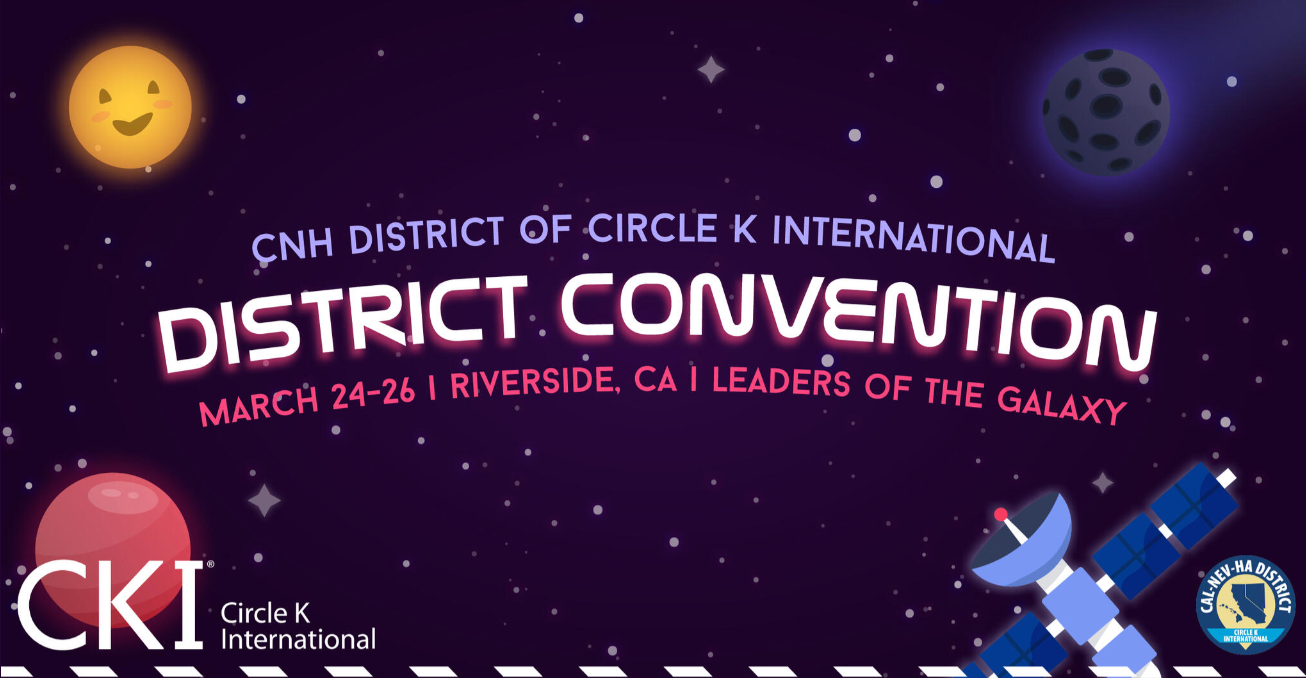 CNH DISTRICT OF CIRCLE K INTERNATIONAL
DISTRICT CONVENTION
MARCH 24-26 I RIVERSIDE, CA I LEADERS OF THE GALAXY
CKI®
Circle K
International
CAL-NEV-HA DISTRICT
CIRCLE K
INTERNATIONAL